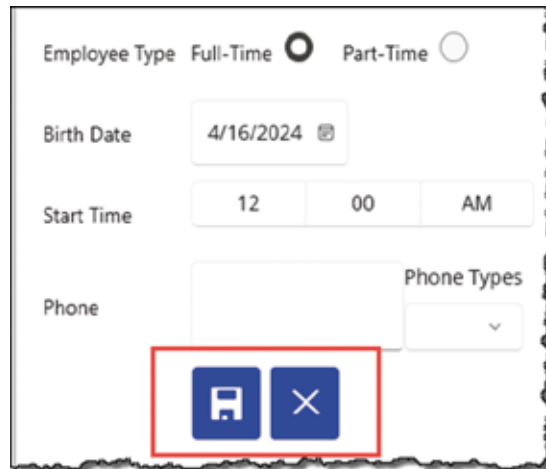 Employee Type Full-Time Part-Time
Birth Date 4/16/2024
Start Time 12 00 AM
Phone Types
Phone